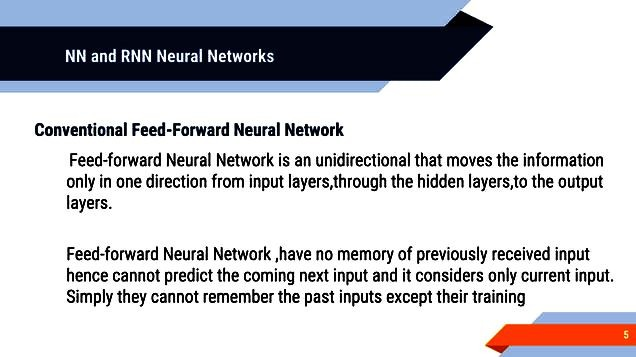 NN and RNN Neural Networks
Conventional Feed-Forward Neural Network
Feed-forward Neural Network is an unidirectional that moves the information
only in one direction from input layers,through the hidden layers,to the output
layers.
Feed-forward Neural Network ,have no memory of previously received input
hence cannot predict the coming next input and it considers only current input.
Simply they cannot remember the past inputs except their training
5